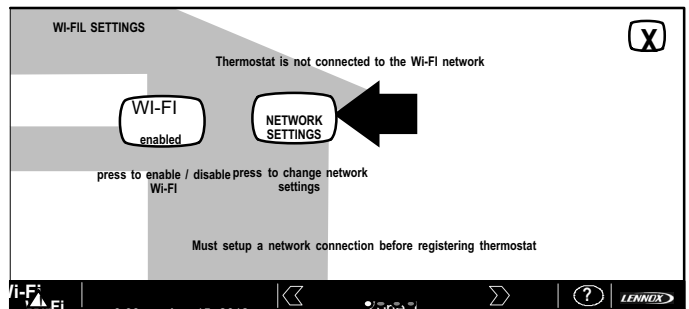 WI-FIL SETTINGS
X
Thermostat is not connected to the Wi-FI network
WI-FI
enabled
NETWORK
SETTINGS
press to enable / disable
Wi-FI
press to change network
settings
Must setup a network connection before registering thermostat
Fi
?
LENNOX